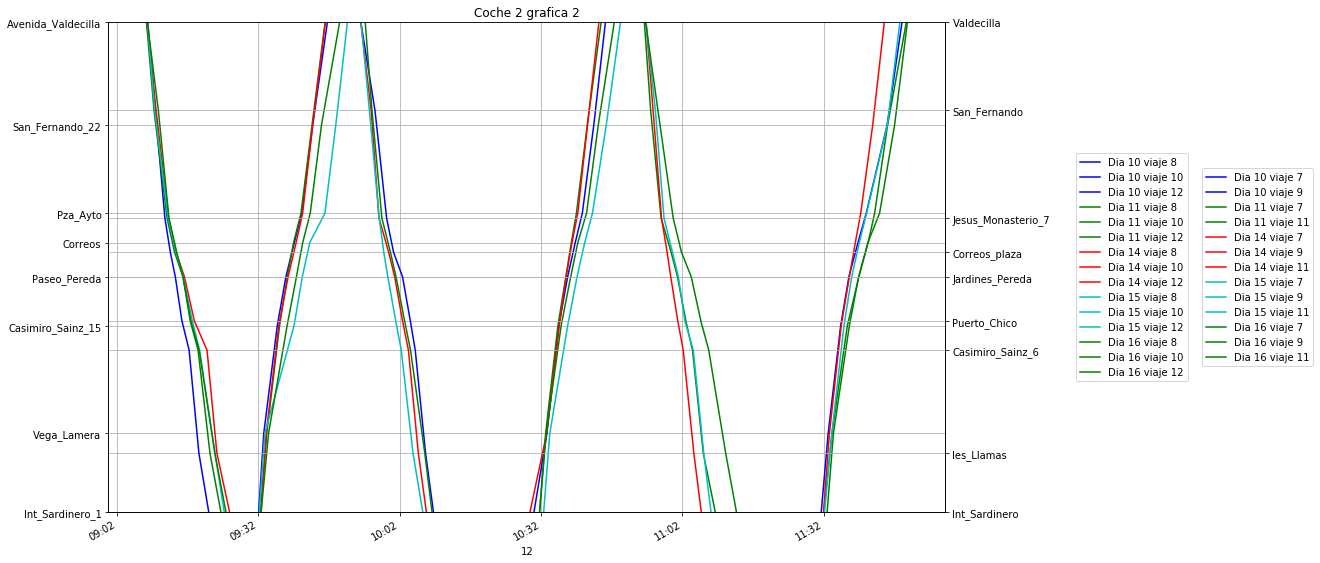 Coche 2 grafica 2
Avenida_Valdecilla
San_Fernando_22
Pza_Ayto
Correos
Paseo_Pereda
Casimiro_Sainz_15
Vega_Lamera
Int_Sardinero_1
Valdecilla
San_Fernando
Jesus_Monasterio_7
Correos_plaza
Jardines_Pereda
Puerto_Chico
Casimiro_Sainz_6
Ies_Llamas
Int_Sardinero
09:02
09:32
10:02
10:32
11:02
11:32
12
Dia 10 viaje 8
Dia 10 viaje 10
Dia 10 viaje 12
Dia 11 viaje 8
Dia 11 viaje 10
Dia 11 viaje 12
Dia 14 viaje 8
Dia 14 viaje 10
Dia 14 viaje 12
Dia 15 viaje 8
Dia 15 viaje 10
Dia 15 viaje 12
Dia 16 viaje 8
Dia 16 viaje 10
Dia 16 viaje 12
Dia 10 viaje 7
Dia 10 viaje 9
Dia 11 viaje 7
Dia 11 viaje 11
Dia 14 viaje 7
Dia 14 viaje 9
Dia 14 viaje 11
Dia 15 viaje 7
Dia 15 viaje 9
Dia 15 viaje 11
Dia 16 viaje 7
Dia 16 viaje 9
Dia 16 viaje 11